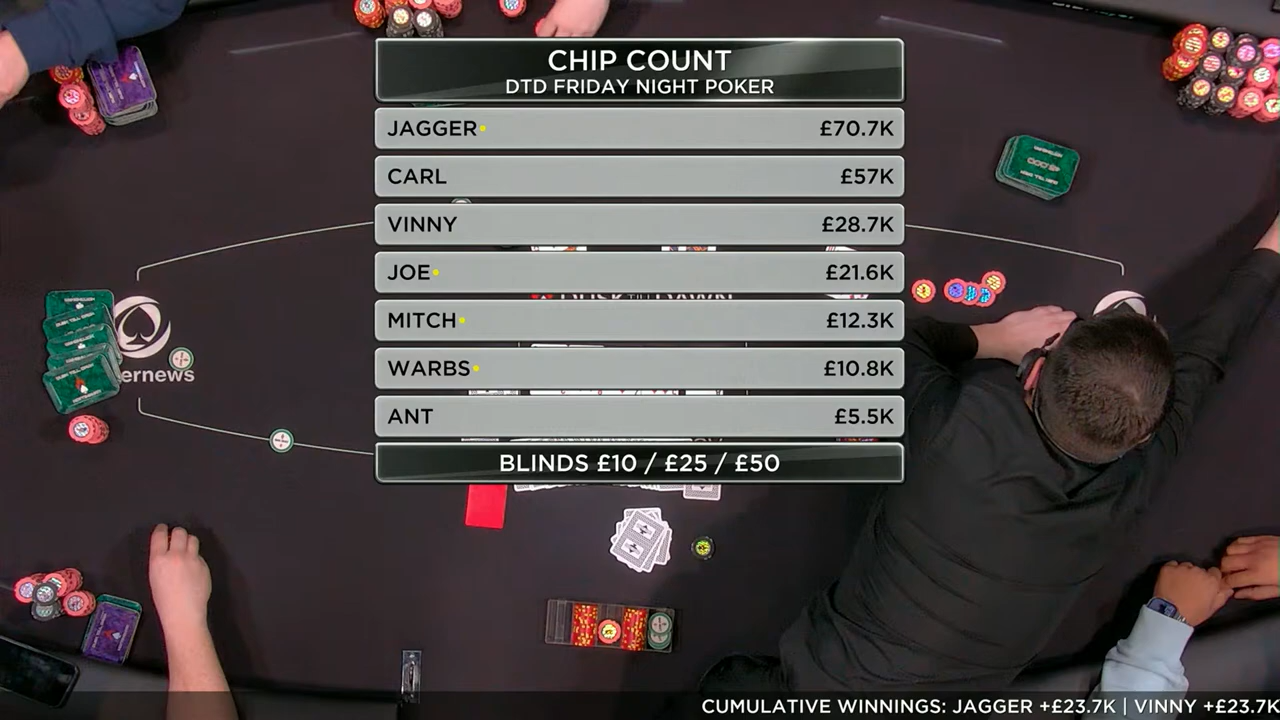 CHIP COUNT
DTD FRIDAY NIGHT POKER
JAGGER £70.7K
CARL £57K
VINNY £28.7K
JOE £21.6K
MITCH £12.3K
WARBS £10.8K
ANT £5.5K
BLINDS £10 / £25 / £50
ernews
CUMULATIVE WINNINGS: JAGGER +£23.7K | VINNY +£23.7K